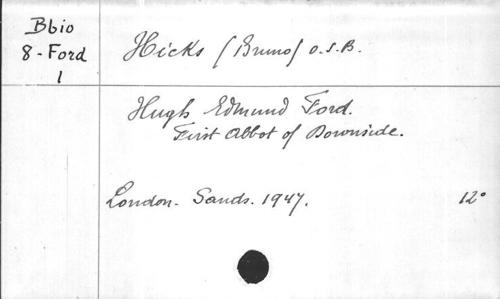 Bbio
8-Ford
1
Hicks (Bruno) O.S.B.
Hugh Edmund Ford.
First Abbot of Downside.
London. Sands. 1947. 12°